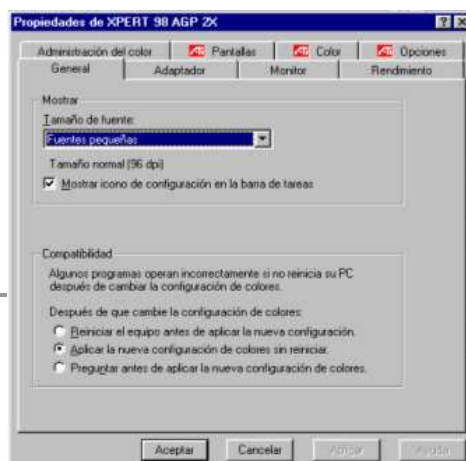 Propiedades de XPERT 98 AGP 2X
Administración del color
ATI Pantallas
ATI Color
ATI Opciones
General
Adaptador
Monitor
Rendimiento
Mostrar
Tamaño de fuente:
Fuentes pequeñas
Tamaño normal (96 dpi)
Mostrar icono de configuración en la barra de tareas
Compatibilidad
Algunos programas operan incorrectamente si no reinicia su PC
después de cambiar la configuración de colores.
Después de que cambie la configuración de colores:
Reiniciar el equipo antes de aplicar la nueva configuración.
Aplicar la nueva configuración de colores sin reiniciar.
Preguntar antes de aplicar la nueva configuración de colores.
Aceptar
Cancelar
Aplicar
Ayuda